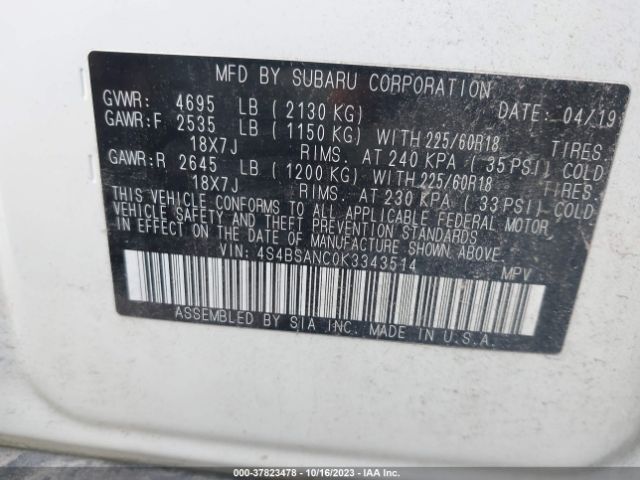 MFD BY SUBARU CORPORATION
GVWR: 4695 LB (2130 KG) DATE: 04/19
GAWR:F 2535 LB (1150 KG) WITH 225/60R18 TIRES.
18X7J RIMS. AT 240 KPA (35PSI) COLD
GAWR:R 2645 LB (1200 KG) WITH 225/60R18 TIRES.
18X7J RIMS. AT 230 KPA (33 PSI) COLD
THIS VEHICLE CONFORMS TO ALL APPLICABLE FEDERAL MOTOR
VEHICLE SAFETY AND THEFT PREVENTION STANDARDS
IN EFFECT ON THE DATE OF MANUFACTURE SHOWN ABOVE.
VIN: 4S4BSANC0K3343514 MPV
ASSEMBLED BY SIA INC. MADE IN U.S.A.
000-37823478 - 10/16/2023 - IAAI.COM